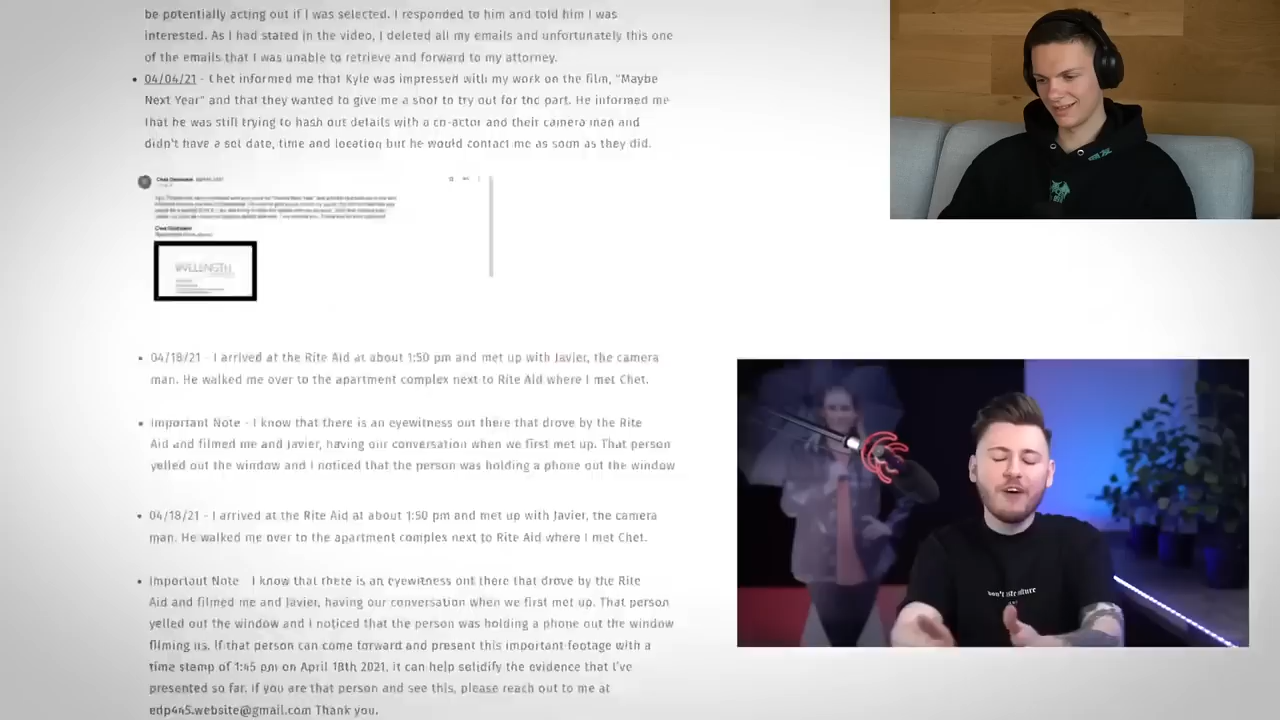 be potentially acting out if I was selected. I responded to him and told him I was
interested. As I had stated in the video, I deleted all my emails and unfortunately this one
of the emails that I was unable to retrieve and forward to my attorney.
04/04/21 - Chet informed me that Kyle was impressed with my work on the film, "Maybe
Next Year" and that they wanted to give me a shot to try out for the part. He informed me
that he was still trying to hash out details with a co-actor and their camera man and
didn't have a set date, time and location but he would contact me as soon as they did.
04/18/21 - I arrived at the Rite Aid at about 1:50 pm and met up with Javier, the camera
man. He walked me over to the apartment complex next to Rite Aid where I met Chet.
Important Note - I know that there is an eyewitness out there that drove by the Rite
Aid and filmed me and Javier, having our conversation when we first met up. That person
yelled out the window and I noticed that the person was holding a phone out the window
04/18/21 - I arrived at the Rite Aid at about 1:50 pm and met up with Javier, the camera
man. He walked me over to the apartment complex next to Rite Aid where I met Chet.
Important Note - I know that there is an eyewitness out there that drove by the Rite
Aid and filmed me and Javier, having our conversation when we first met up. That person
yelled out the window and I noticed that the person was holding a phone out the window
filming us. If that person can come forward and present this important footage with a
time stamp of 1:45 pm on April 18th 2021, it can help solidify the evidence that I've
presented so far. If you are that person and see this, please reach out to me at
edp445.website@gmail.com Thank you.